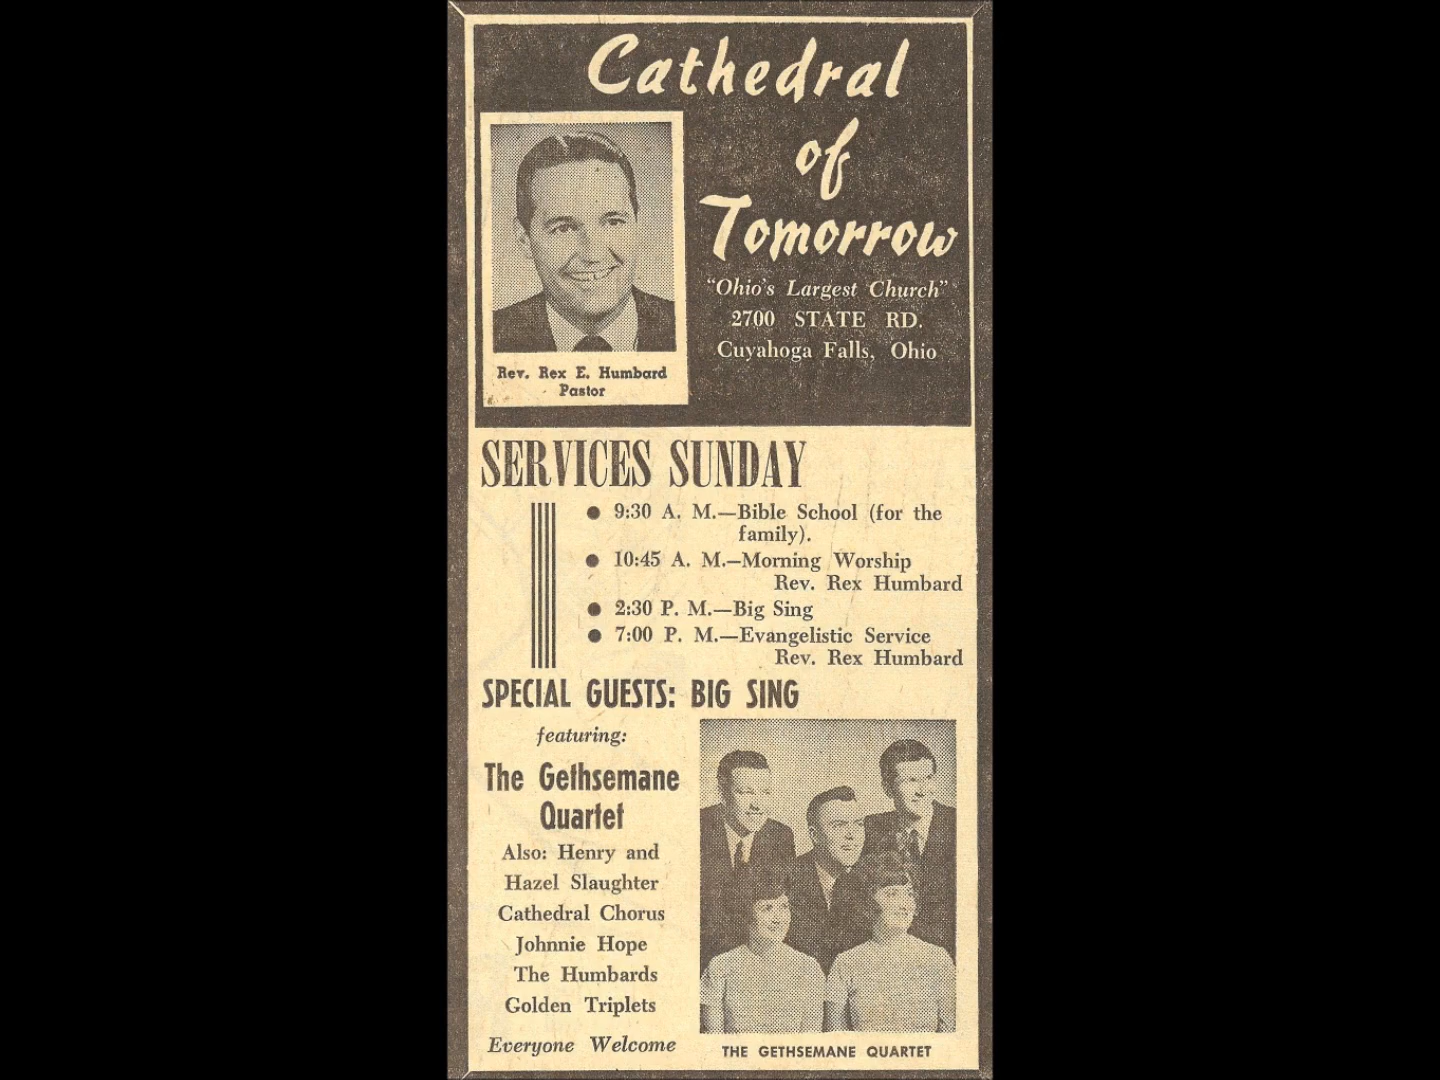 Cathedral
of
Tomorrow
"Ohio's Largest Church"
2700 STATE RD.
Cuyahoga Falls, Ohio
Rev. Rex E. Humbard
Pastor
SERVICES SUNDAY
● 9:30 A. M.—Bible School (for the
family).
● 10:45 A. M.—Morning Worship
Rev. Rex Humbard
● 2:30 P. M.—Big Sing
● 7:00 P. M.—Evangelistic Service
Rev. Rex Humbard
SPECIAL GUESTS: BIG SING
featuring:
The Gethsemane
Quartet
Also: Henry and
Hazel Slaughter
Cathedral Chorus
Johnnie Hope
The Humbards
Golden Triplets
Everyone Welcome
THE GETHSEMANE QUARTET